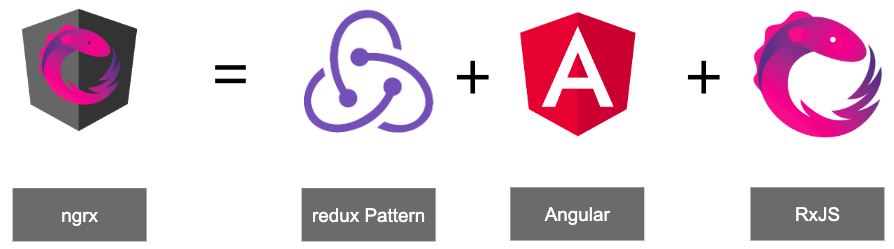 = + +
ngrx
redux Pattern
Angular
RxJS